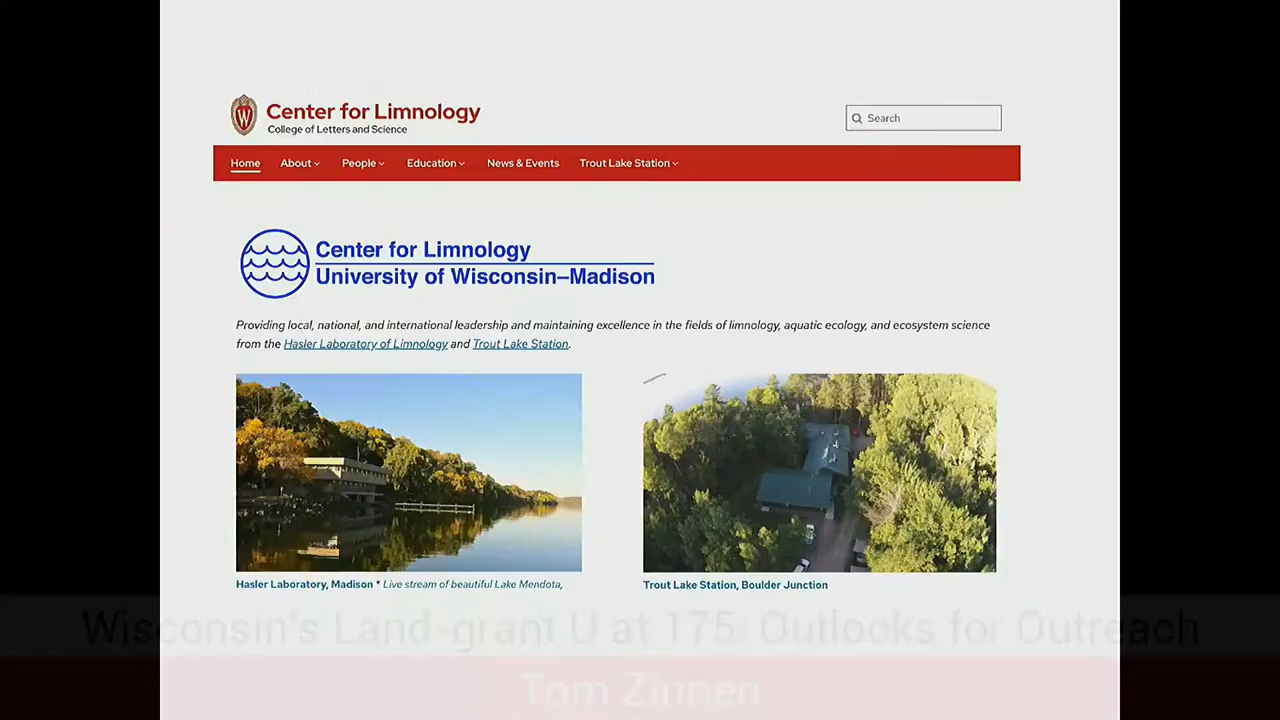 W
Center for Limnology
College of Letters and Science
Search
Home
About
People
Education
News & Events
Trout Lake Station
Center for Limnology
University of Wisconsin–Madison
Providing local, national, and international leadership and maintaining excellence in the fields of limnology, aquatic ecology, and ecosystem science
from the Hasler Laboratory of Limnology and Trout Lake Station.
Hasler Laboratory, Madison * Live stream of beautiful Lake Mendota,
Trout Lake Station, Boulder Junction
Wisconsin's Land-grant U at 175: Outlooks for Outreach
Tom Zinnen